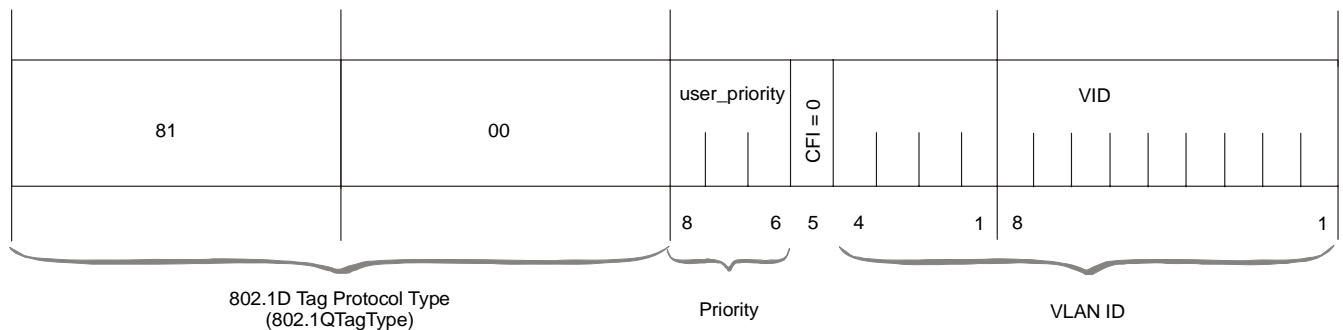 user_priority
CFI = 0
VID
81
00
8
6
5
4
1
8
1
802.1D Tag Protocol Type
(802.1QTagType)
Priority
VLAN ID